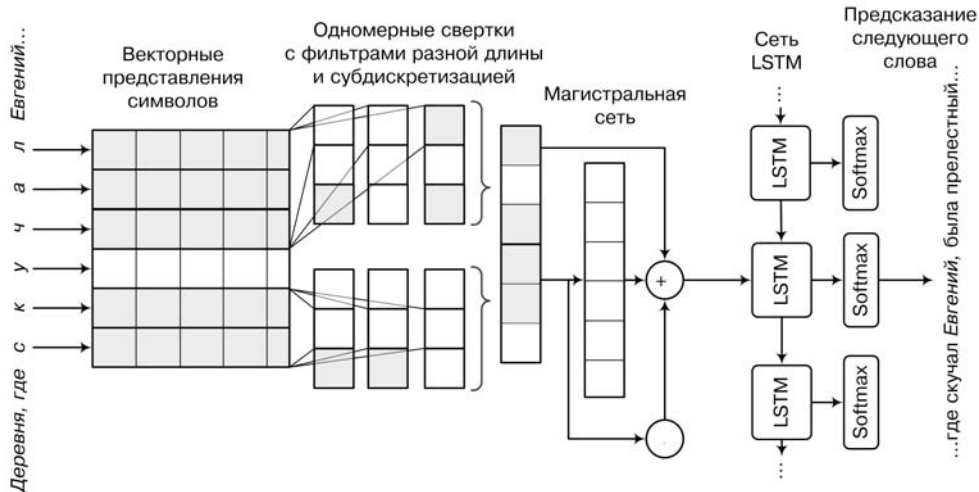 Евгений...
л
а
ч
у
к
с
Деревня, где
Векторные
представления
символов
Одномерные свертки
с фильтрами разной длины
и субдискретизацией
Магистральная
сеть
+
.
Сеть
LSTM
...
LSTM
LSTM
LSTM
...
Предсказание
следующего
слова
Softmax
Softmax
Softmax
...где скучал Евгений, была прелестный...